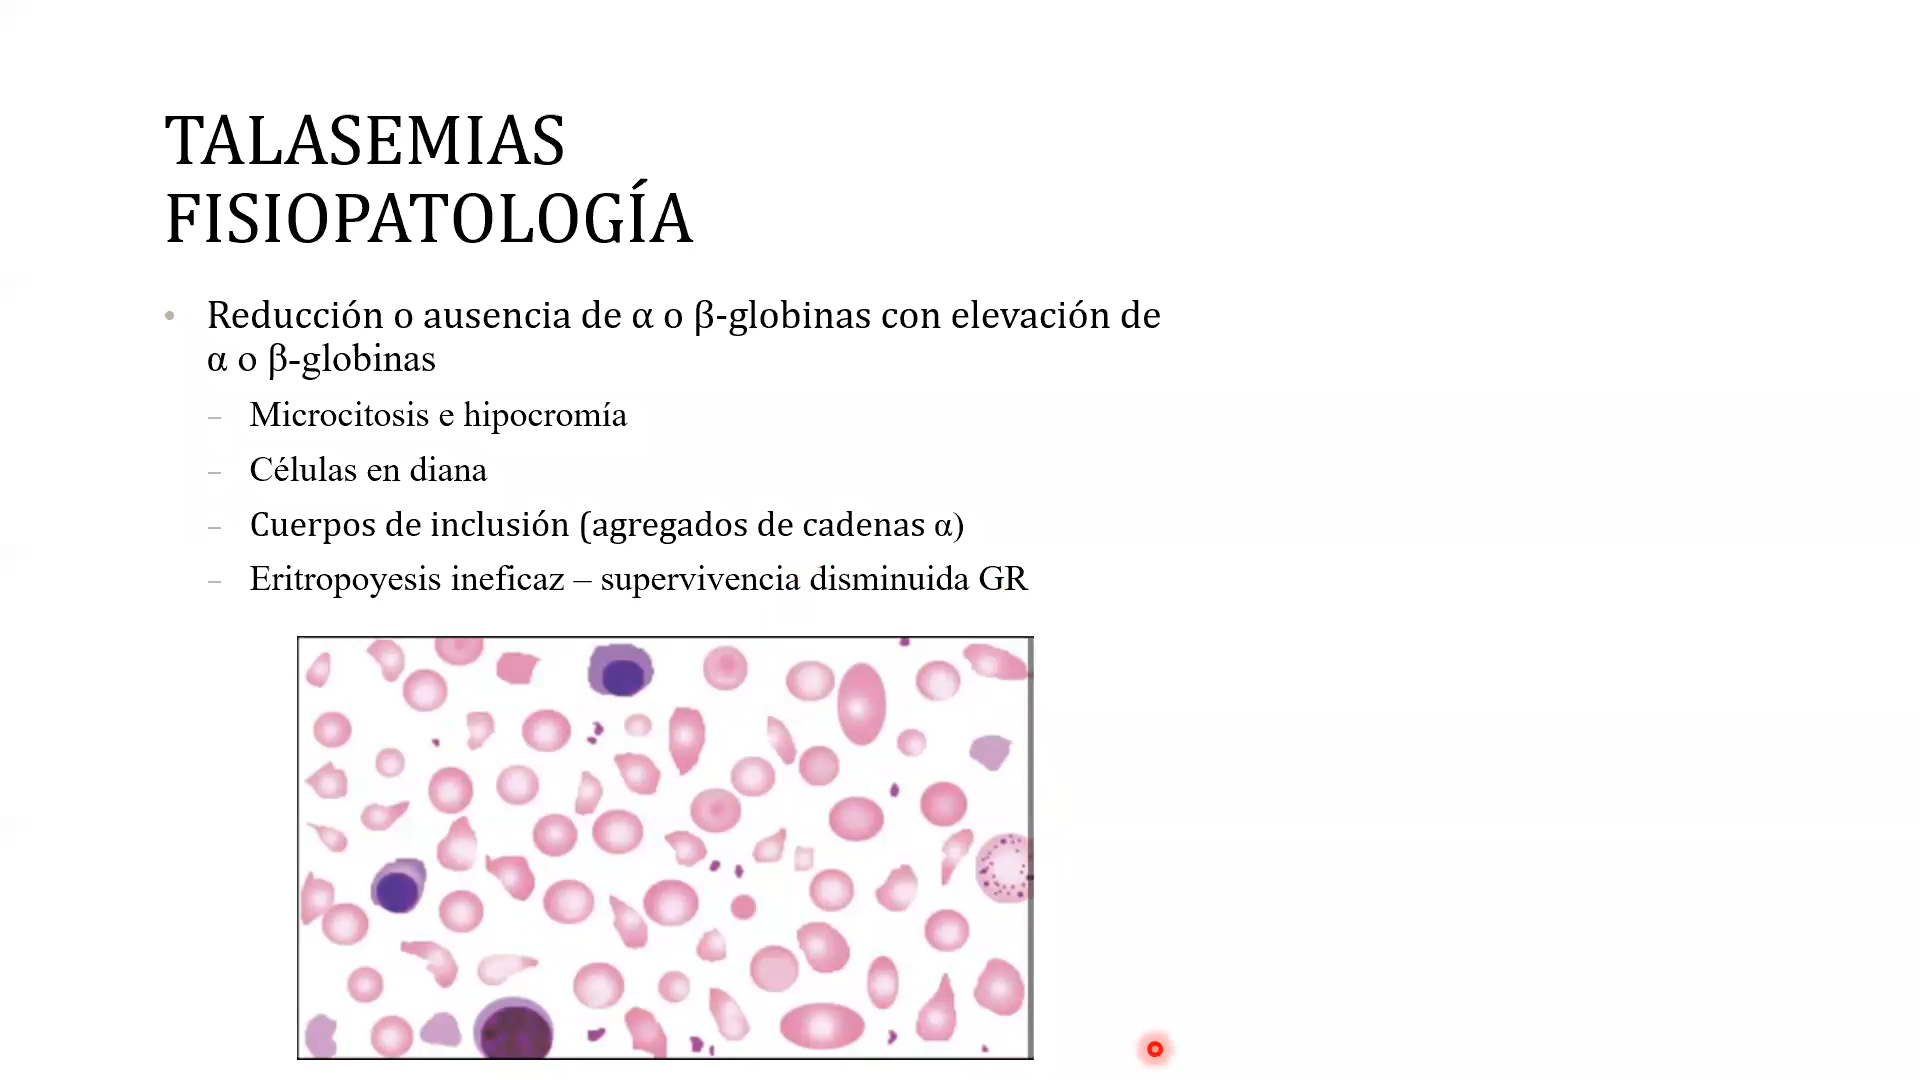 TALASEMIAS
FISIOPATOLOGÍA
• Reducción o ausencia de α o β-globinas con elevación de
α o β-globinas
– Microcitosis e hipocromía
– Células en diana
– Cuerpos de inclusión (agregados de cadenas α)
– Eritropoyesis ineficaz – supervivencia disminuida GR